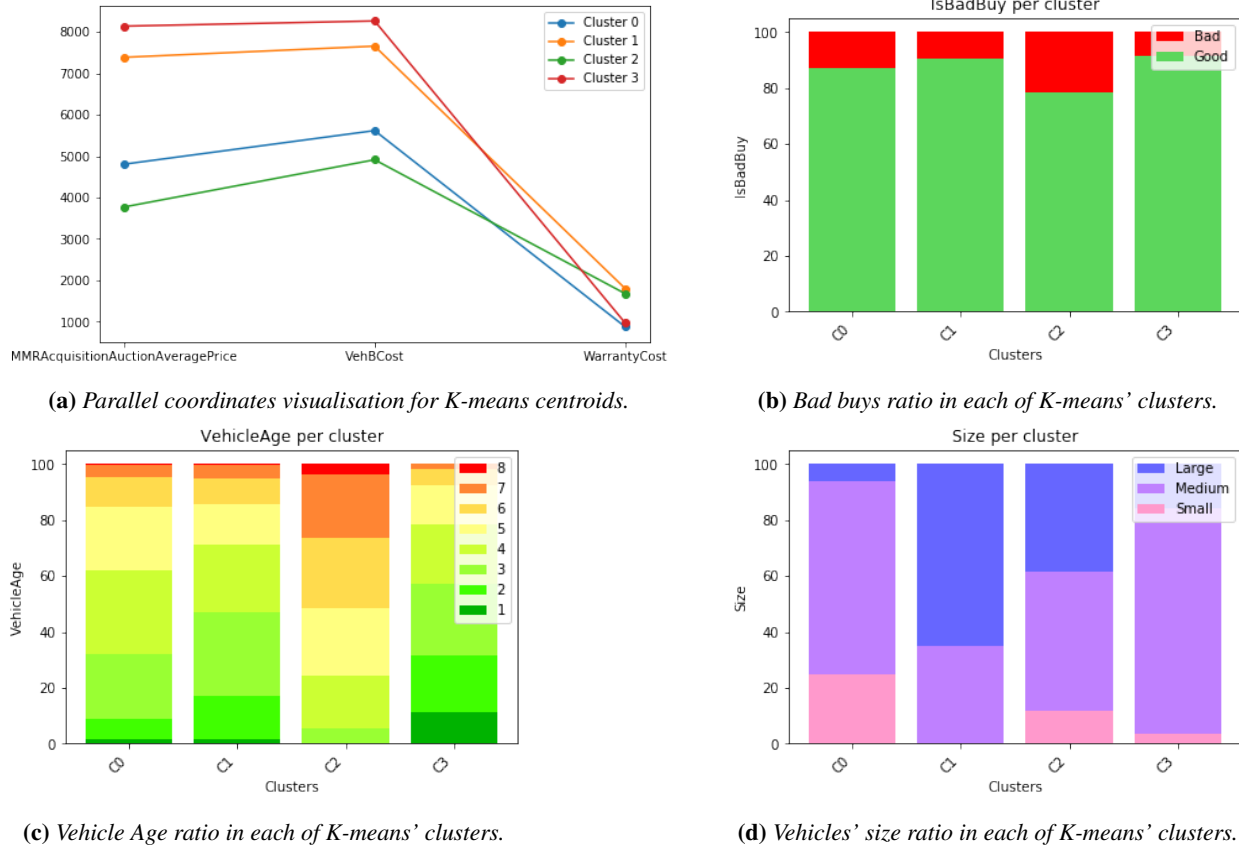 8000
7000
6000
5000
4000
3000
2000
1000
Cluster 0
Cluster 1
Cluster 2
Cluster 3
MMRAcquisitionAuctionAveragePrice VehBCost WarrantyCost
(a) Parallel coordinates visualisation for K-means centroids.
IsBadBuy per cluster
100
80
60
40
20
0
IsBadBuy
Bad
Good
C0 C1 C2 C3
Clusters
(b) Bad buys ratio in each of K-means’ clusters.
VehicleAge per cluster
100
80
60
40
20
0
VehicleAge
8
7
6
5
4
3
2
1
C0 C1 C2 C3
Clusters
(c) Vehicle Age ratio in each of K-means’ clusters.
Size per cluster
100
80
60
40
20
0
Size
Large
Medium
Small
C0 C1 C2 C3
Clusters
(d) Vehicles’ size ratio in each of K-means’ clusters.